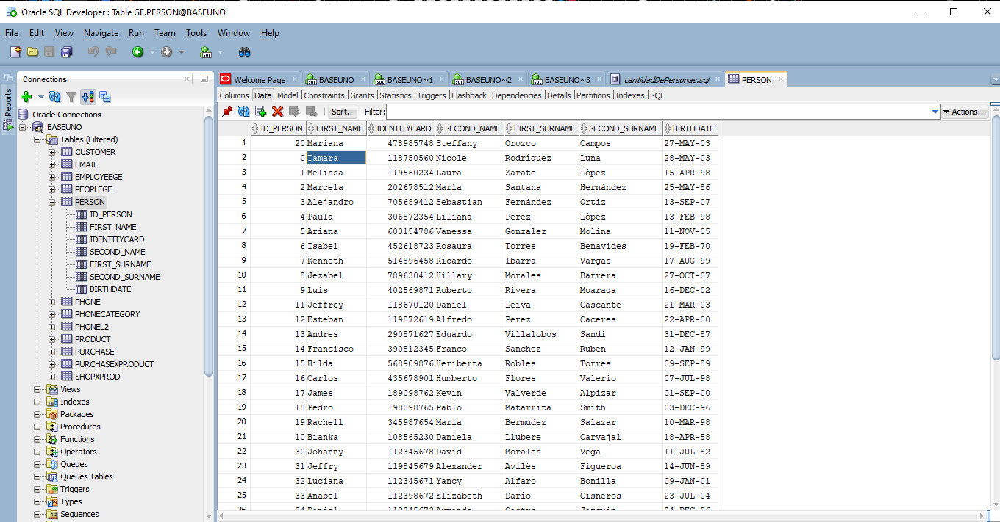 Oracle SQL Developer : Table GE.PERSON@BASEUNO
File Edit View Navigate Run Team Tools Window Help
Connections
Reports
Oracle Connections
BASEUNO
Tables (Filtered)
CUSTOMER
EMAIL
EMPLOYEEGE
PEOPLEGE
PERSON
ID_PERSON
FIRST_NAME
IDENTITYCARD
SECOND_NAME
FIRST_SURNAME
SECOND_SURNAME
BIRTHDATE
PHONE
PHONECATEGORY
PHONEL2
PRODUCT
PURCHASE
PURCHASEXPRODUCT
SHOPXPROD
Views
Indexes
Packages
Procedures
Functions
Operators
Queues
Queues Tables
Triggers
Types
Sequences
Welcome Page BASEUNO BASEUNO~1 BASEUNO~2 BASEUNO~3 cantidadDePersonas.sql PERSON
Columns Data Model Constraints Grants Statistics Triggers Flashback Dependencies Details Partitions Indexes SQL
Sort.. Filter: Actions...
ID_PERSON FIRST_NAME IDENTITYCARD SECOND_NAME FIRST_SURNAME SECOND_SURNAME BIRTHDATE
1 20 Mariana 478985748 Steffany Orozco Campos 27-MAY-03
2 0 Tamara 118750560 Nicole Rodríguez Luna 28-MAY-03
3 1 Melissa 119560234 Laura Zarate López 15-APR-98
4 2 Marcela 202678512 María Santana Hernández 25-MAY-86
5 3 Alejandro 705689412 Sebastian Fernández Ortiz 13-SEP-07
6 4 Paula 306872354 Liliana Perez López 13-FEB-98
7 5 Ariana 603154786 Vanessa Gonzalez Molina 11-NOV-05
8 6 Isabel 452618723 Rosaura Torres Benavides 19-FEB-70
9 7 Kenneth 514896458 Ricardo Ibarra Vargas 17-AUG-99
10 8 Jezabel 789630412 Hillary Morales Barrera 27-OCT-07
11 9 Luis 402569871 Roberto Rivera Moaraga 16-DEC-02
12 11 Jeffrey 118670120 Daniel Leiva Cascante 21-MAR-03
13 12 Esteban 119872619 Alfredo Perez Caceres 22-APR-00
14 13 Andres 290871627 Eduardo Villalobos Sandi 31-DEC-87
15 14 Francisco 390812345 Franco Sanchez Ruben 12-JAN-99
16 15 Hilda 568909876 Heriberta Robles Torres 09-SEP-89
17 16 Carlos 435678901 Humberto Flores Valerio 07-JUL-98
18 17 James 189098762 Kevin Valverde Alpizar 01-SEP-00
19 18 Pedro 198098765 Pablo Matarrita Smith 03-DEC-96
20 19 Rachell 345987654 Maria Bermudez Salazar 10-MAR-98
21 10 Bianka 108565230 Daniela Llubere Carvajal 18-APR-58
22 30 Johanny 112345678 David Morales Vega 11-JUL-82
23 31 Jeffry 119845679 Alexander Avilés Figueroa 14-JUN-89
24 32 Luciana 112345671 Yancy Alfaro Bonilla 09-JAN-01
25 33 Anabel 112398672 Elizabeth Darío Cisneros 23-JUL-04
26 34 Daniel 112345673 Armando Castro Jarquin 24-DEC-96